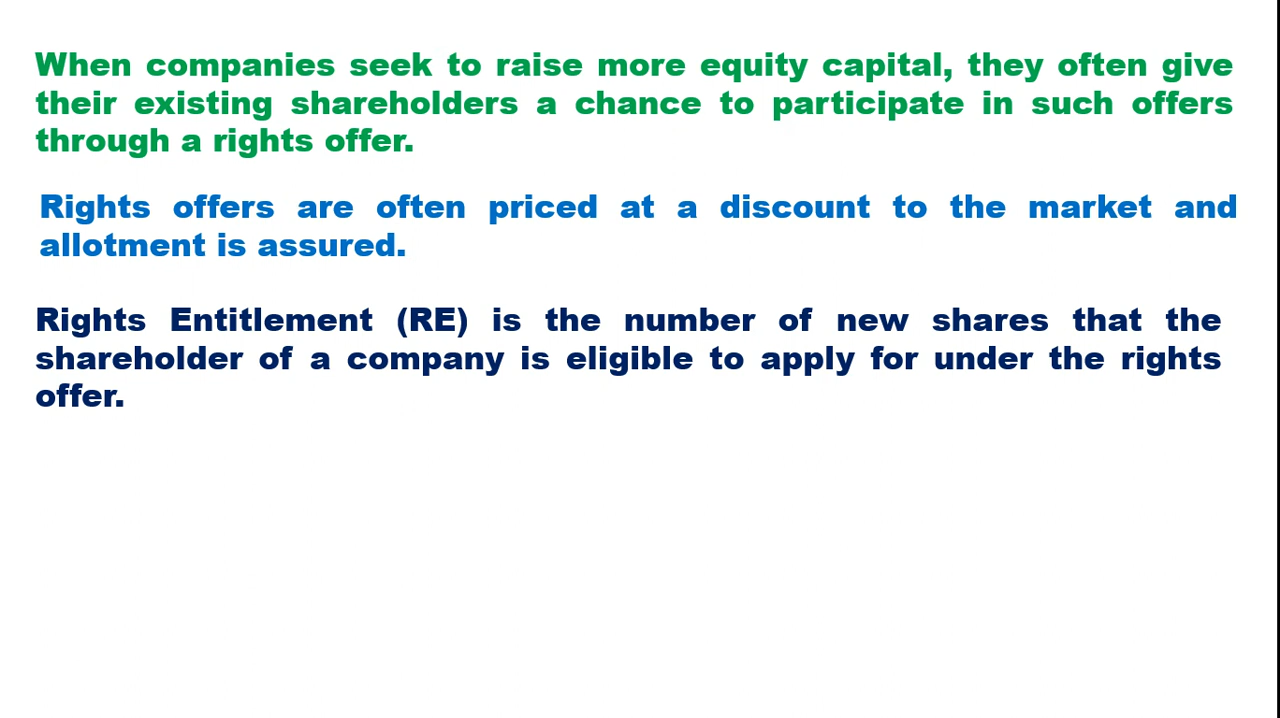 When companies seek to raise more equity capital, they often give
their existing shareholders a chance to participate in such offers
through a rights offer.
Rights offers are often priced at a discount to the market and
allotment is assured.
Rights Entitlement (RE) is the number of new shares that the
shareholder of a company is eligible to apply for under the rights
offer.